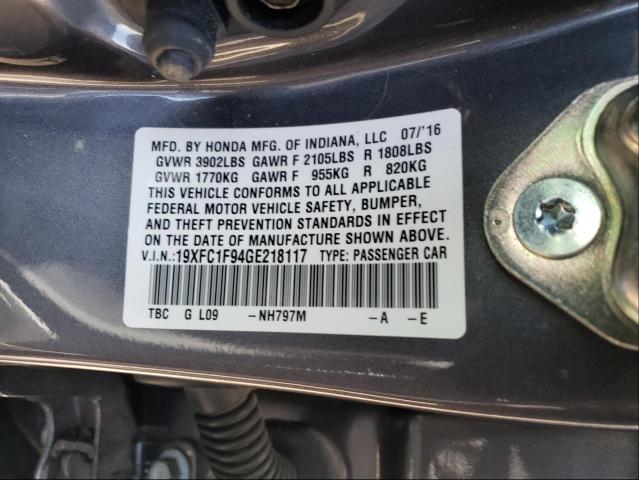 MFD. BY HONDA MFG. OF INDIANA, LLC 07/'16
GVWR 3902LBS GAWR F 2105LBS R 1808LBS
GVWR 1770KG GAWR F 955KG R 820KG
THIS VEHICLE CONFORMS TO ALL APPLICABLE
FEDERAL MOTOR VEHICLE SAFETY, BUMPER,
AND THEFT PREVENTION STANDARDS IN EFFECT
ON THE DATE OF MANUFACTURE SHOWN ABOVE.
V.I.N.:19XFC1F94GE218117 TYPE: PASSENGER CAR
TBC G L09 -NH797M -A -E